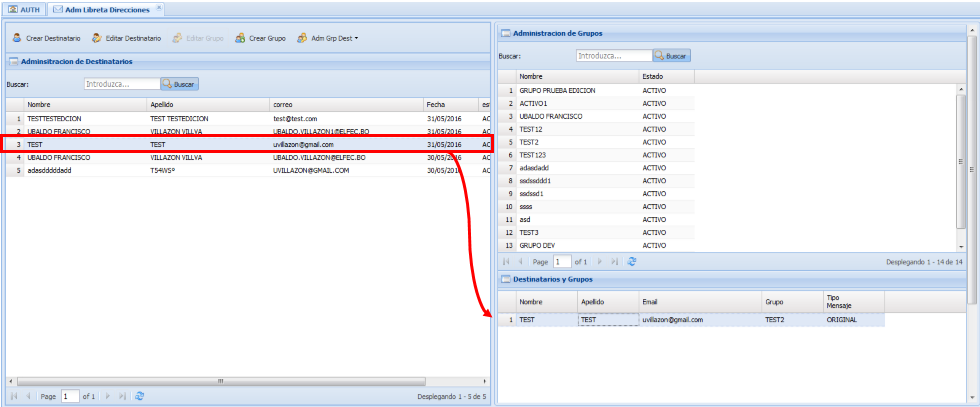 AUTH Adm Libreta Direcciones
Crear Destinatario Editar Destinatario Editar Grupo Crear Grupo Adm Grp Dest
Adminsitracion de Destinatarios
Buscar: Introduzca... Buscar
Nombre Apellido correo Fecha es
1 TESTTESTEDCION TEST TESTEDICION test@test.com 31/05/2016 AC
2 UBALDO FRANCISCO VILLAZON VILLVA UBALDO.VILLAZON1@ELFEC.BO 31/05/2016 AC
3 TEST TEST uvillazon@gmail.com 31/05/2016 AC
4 UBALDO FRANCISCO VILLAZON VILLVA UBALDO.VILLAZON@ELFEC.BO 30/05/2016 AC
5 adasdddddadd T54WSº UVILLAZON@GMAIL.COM 30/05/2016 AC
Page 1 of 1 Desplegando 1 - 5 de 5
Administracion de Grupos
Buscar: Introduzca... Buscar
Nombre Estado
1 GRUPO PRUEBA EDICION ACTIVO
2 ACTIVO1 ACTIVO
3 UBALDO FRANCISCO ACTIVO
4 TEST12 ACTIVO
5 TEST2 ACTIVO
6 TEST123 ACTIVO
7 adasdadd ACTIVO
8 ssdssddd1 ACTIVO
9 ssdssd1 ACTIVO
10 ssss ACTIVO
11 asd ACTIVO
12 TEST3 ACTIVO
13 GRUPO DEV ACTIVO
Page 1 of 1 Desplegando 1 - 14 de 14
Destinatarios y Grupos
Nombre Apellido Email Grupo Tipo Mensaje
1 TEST TEST uvillazon@gmail.com TEST2 ORIGINAL